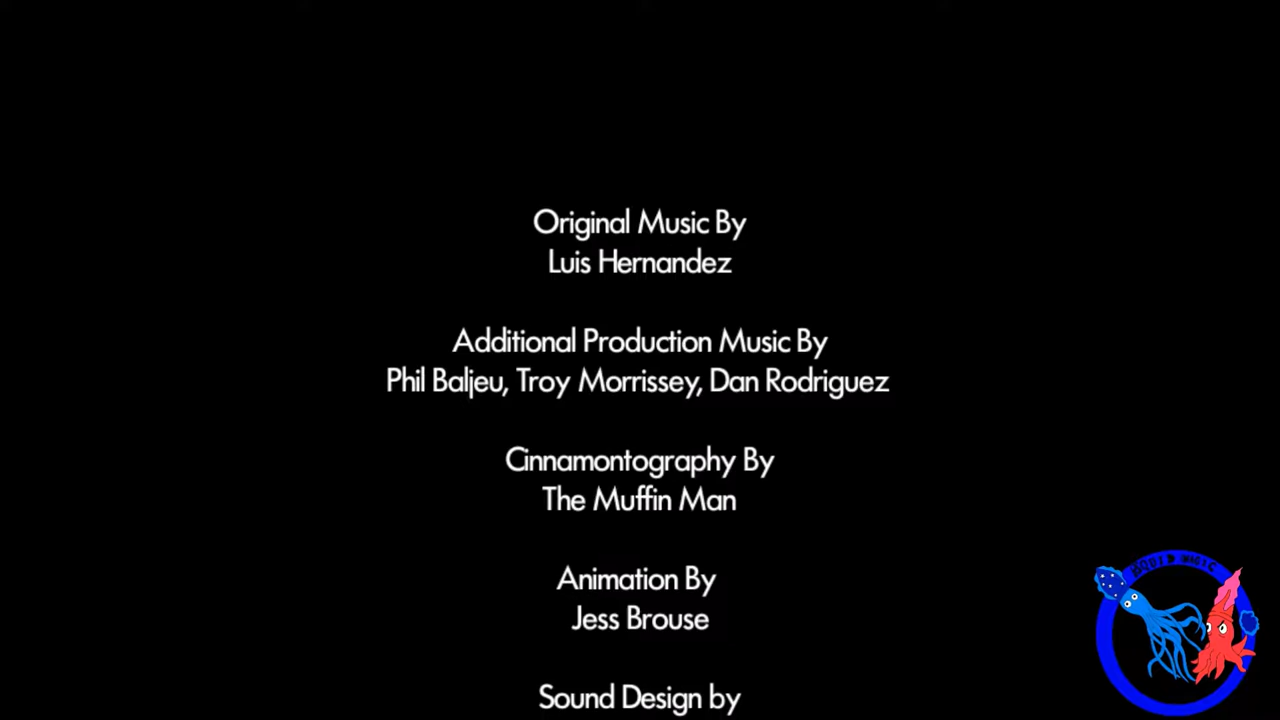 Original Music By
Luis Hernandez
Additional Production Music By
Phil Baljeu, Troy Morrissey, Dan Rodriguez
Cinnamontography By
The Muffin Man
Animation By
Jess Brouse
Sound Design by